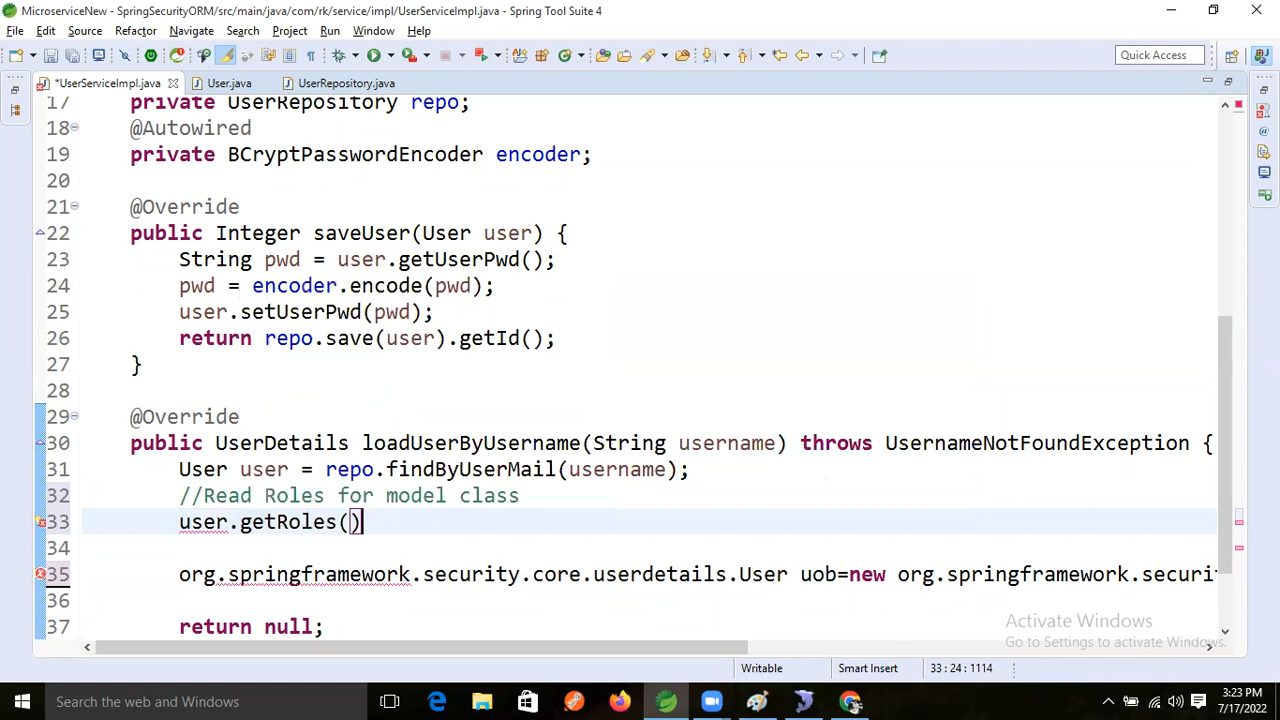 MicroserviceNew - SpringSecurityORM/src/main/java/com/rk/service/impl/UserServiceImpl.java - Spring Tool Suite 4
File Edit Source Refactor Navigate Search Project Run Window Help
Quick Access
*UserServiceImpl.java User.java UserRepository.java
17 private UserRepository repo;
18 @Autowired
19 private BCryptPasswordEncoder encoder;
20
21 @Override
22 public Integer saveUser(User user) {
23 String pwd = user.getUserPwd();
24 pwd = encoder.encode(pwd);
25 user.setUserPwd(pwd);
26 return repo.save(user).getId();
27 }
28
29 @Override
30 public UserDetails loadUserByUsername(String username) throws UsernameNotFoundException {
31 User user = repo.findByUserMail(username);
32 //Read Roles for model class
33 user.getRoles()
34
35 org.springframework.security.core.userdetails.User uob=new org.springframework.securi
36
37 return null;
Activate Windows
Go to Settings to activate Windows.
Writable Smart Insert 33 : 24 : 1114
Search the web and Windows
3:23 PM
7/17/2022